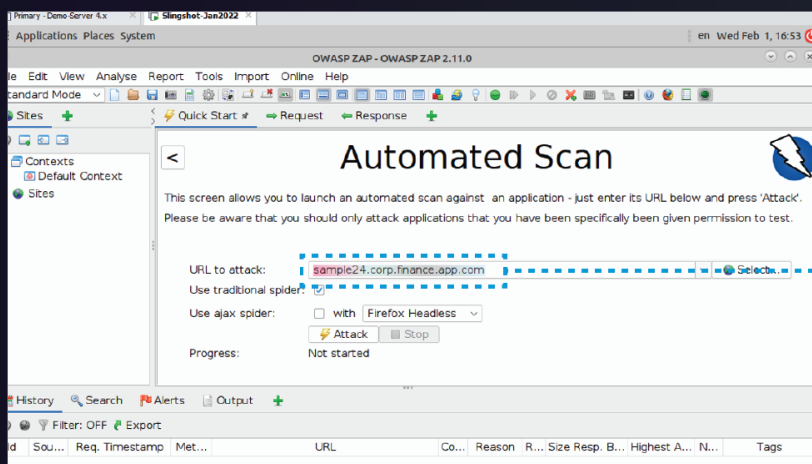 Primary - Demo-Server 4.x Slingshot-Jan2022
Applications Places System en Wed Feb 1, 16:53
OWASP ZAP - OWASP ZAP 2.11.0
Edit View Analyse Report Tools Import Online Help
tandard Mode
Sites Quick Start Request Response
Contexts
Default Context
Sites
<
Automated Scan
This screen allows you to launch an automated scan against an application - just enter its URL below and press 'Attack'.
Please be aware that you should only attack applications that you have been specifically been given permission to test.
URL to attack: sample24.corp.finance.app.com Select...
Use traditional spider:
Use ajax spider: with Firefox Headless
Attack Stop
Progress: Not started
History Search Alerts Output
Filter: OFF Export
Id Sou... Req. Timestamp Met... URL Co... Reason R... Size Resp. B... Highest A... N... Tags